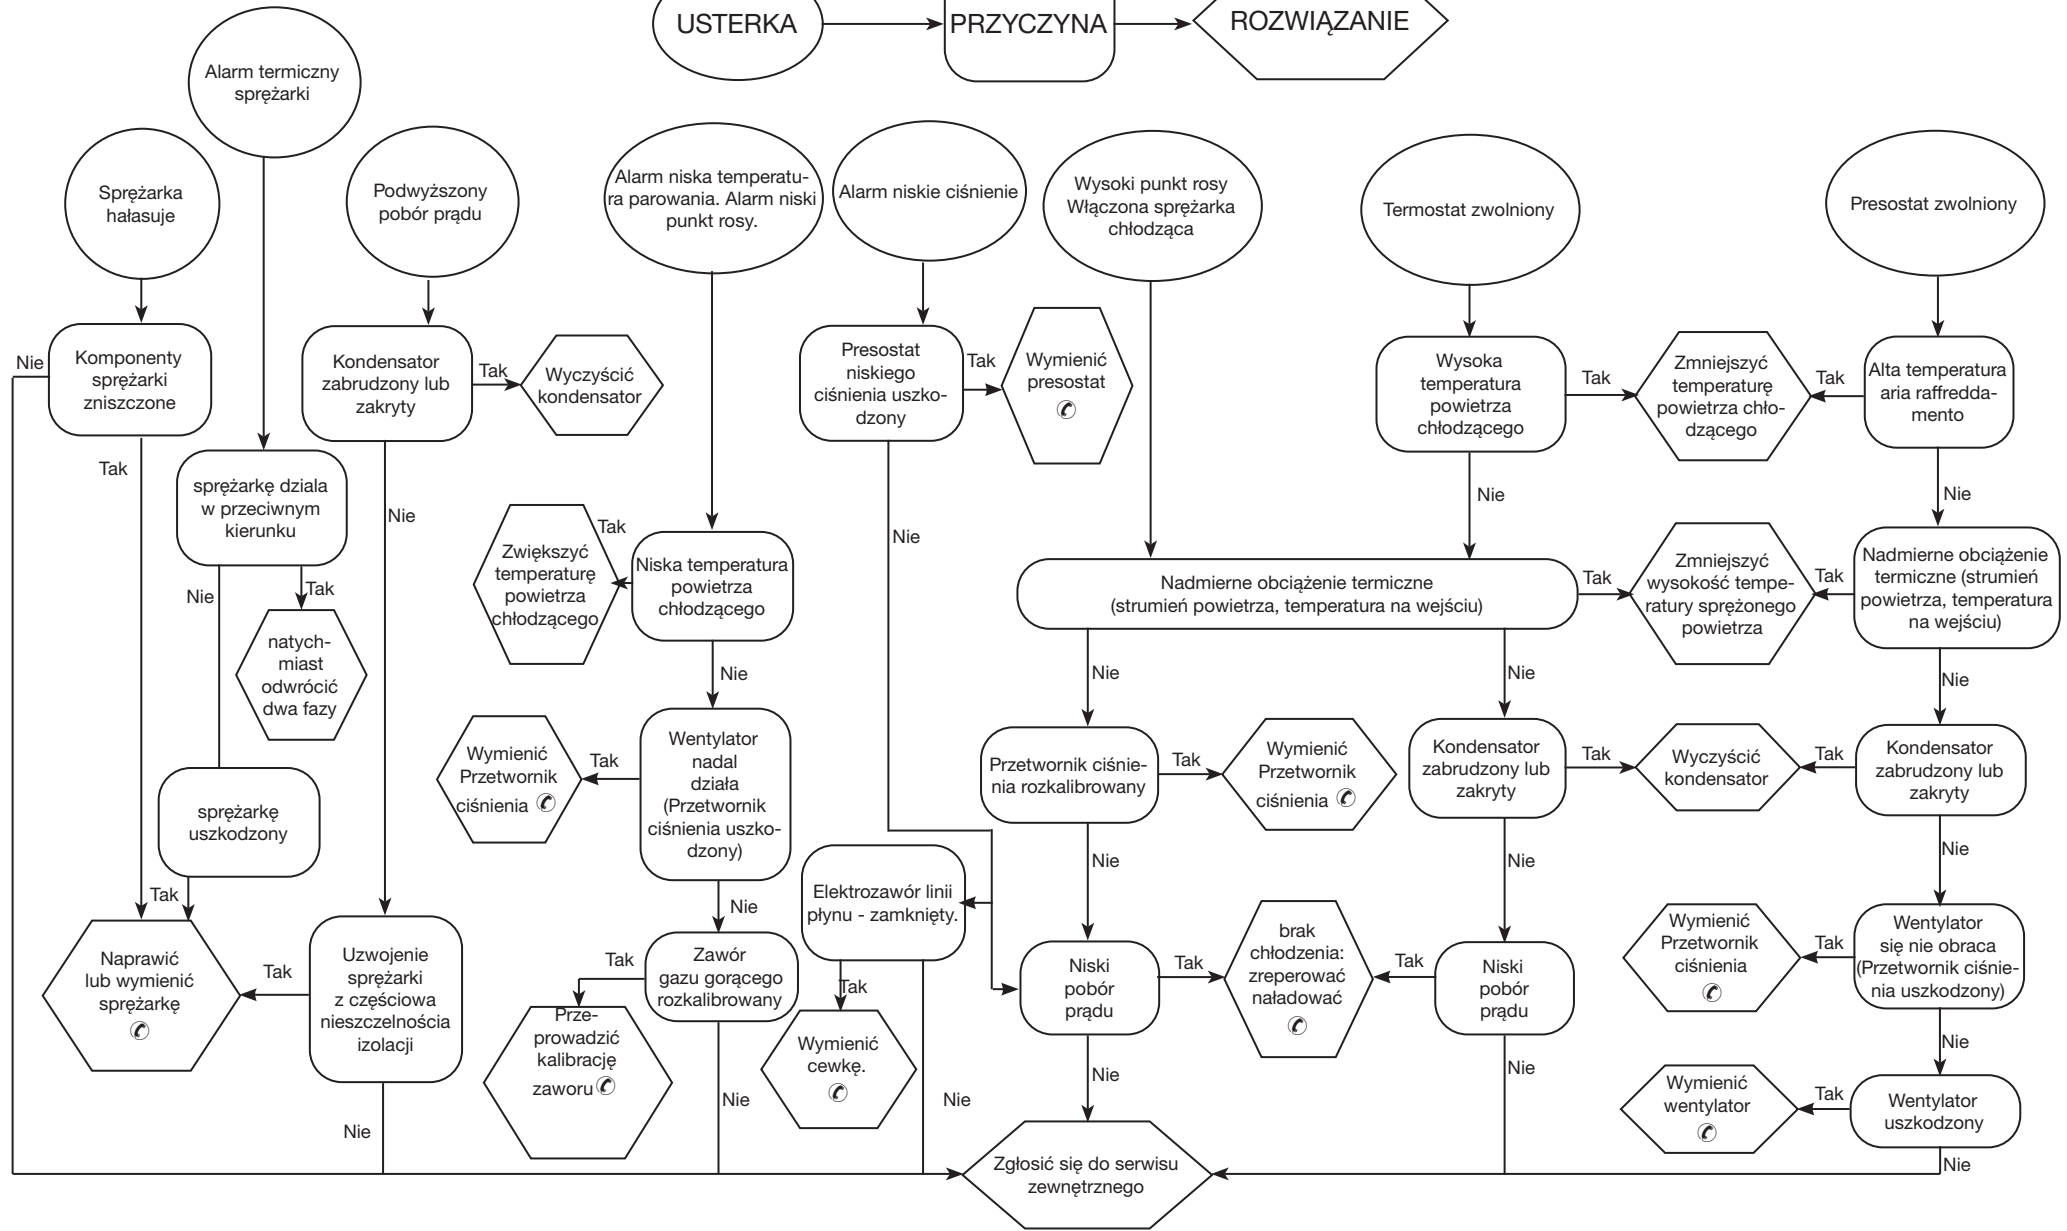 USTERKA
PRZYCZYNA
ROZWIĄZANIE
Alarm termiczny
sprężarki
Sprężarka
hałasuje
Podwyższony
pobór prądu
Alarm niska temperatu-
ra parowania. Alarm niski
punkt rosy.
Alarm niskie ciśnienie
Wysoki punkt rosy
Włączona sprężarka
chłodząca
Termostat zwolniony
Presostat zwolniony
Nie
Komponenty
sprężarki
zniszczone
Kondensator
zabrudzony lub
zakryty
Tak
Wyczyścić
kondensator
Presostat
niskiego
ciśnienia uszko-
dzony
Tak
Wymienić
presostat
✆
Wysoka
temperatura
powietrza
chłodzącego
Tak
Zmniejszyć
temperaturę
powietrza chło-
dzącego
Tak
Alta temperatura
aria raffredda-
mento
Tak
sprężarkę dziala
w przeciwnym
kierunku
Nie
Nie
Tak
natych-
miast
odwrócić
dwa fazy
Tak
Zwiększyć
temperaturę
powietrza
chłodzącego
Niska temperatura
powietrza
chłodzącego
Nie
Nie
Nie
Nadmierne obciążenie termiczne
(strumień powietrza, temperatura na wejściu)
Tak
Zmniejszyć
wysokość tempe-
ratury sprężonego
powietrza
Tak
Nadmierne obciążenie
termiczne (strumień
powietrza, temperatura
na wejściu)
Nie
Nie
Nie
Nie
Wymienić
Przetwornik
ciśnienia ✆
Tak
Wentylator
nadal
działa
(Przetwornik
ciśnienia uszko-
dzony)
Przetwornik ciśnie-
nia rozkalibrowany
Tak
Wymienić
Przetwornik
ciśnienia ✆
Kondensator
zabrudzony lub
zakryty
Tak
Wyczyścić
kondensator
Tak
Kondensator
zabrudzony lub
zakryty
sprężarkę
uszkodzony
Tak
Nie
Nie
Nie
Nie
Elektrozawór linii
płynu - zamknięty.
Naprawić
lub wymienić
sprężarkę
✆
Tak
Uzwojenie
sprężarki
z częściowa
nieszczelnościa
izolacji
Tak
Zawór
gazu gorącego
rozkalibrowany
Prze-
prowadzić
kalibrację
zaworu ✆
Tak
Wymienić
cewkę.
✆
Niski
pobór
prądu
Tak
brak
chłodzenia:
zreperować
naładować
✆
Tak
Niski
pobór
prądu
Wymienić
Przetwornik
ciśnienia
✆
Tak
Wentylator
się nie obraca
(Przetwornik ciśnie-
nia uszkodzony)
Nie
Nie
Nie
Nie
Nie
Nie
Wymienić
wentylator
✆
Tak
Wentylator
uszkodzony
Nie
Zgłosić się do serwisu
zewnętrznego